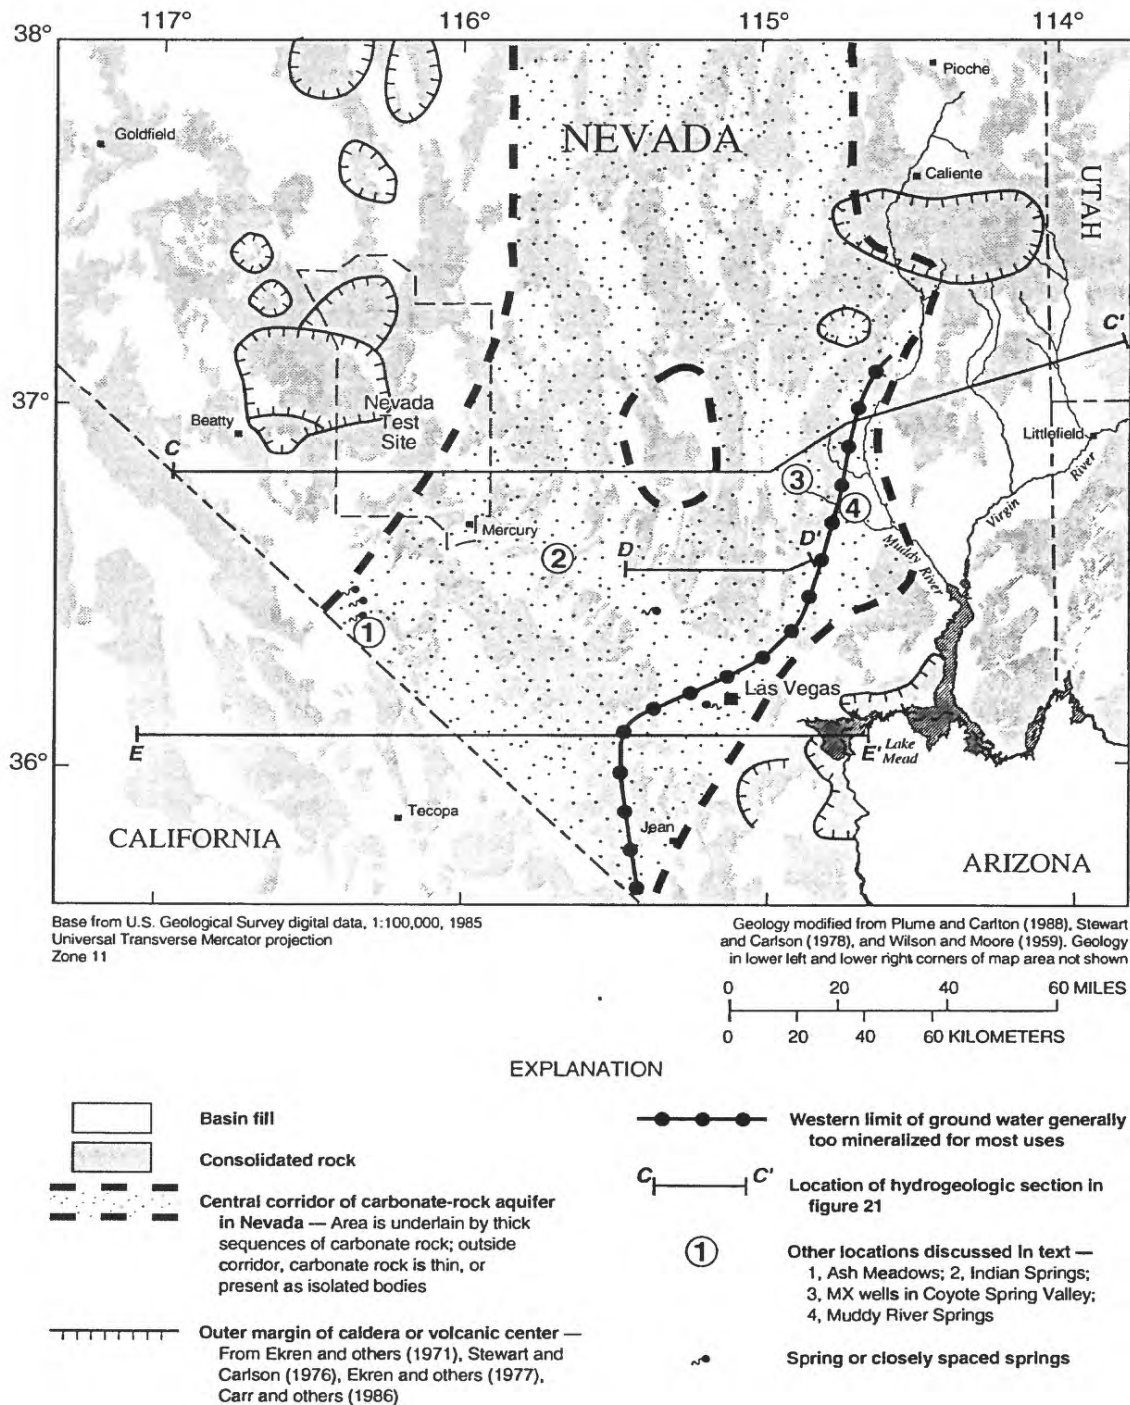 117° 116° 115° 114°
38°
Pioche
Goldfield
NEVADA
Caliente
UTAH
C'
37°
Nevada
Test
Site
Beatty
Littlefield
C
3
Virgin River
4
Mercury
2
D D'
Muddy River
1
Las Vegas
36°
E E'
Lake
Mead
Tecopa
Jean
CALIFORNIA
ARIZONA
Base from U.S. Geological Survey digital data, 1:100,000, 1985
Universal Transverse Mercator projection
Zone 11
Geology modified from Plume and Carlton (1988), Stewart
and Carlson (1978), and Wilson and Moore (1959). Geology
in lower left and lower right corners of map area not shown
0 20 40 60 MILES
0 20 40 60 KILOMETERS
EXPLANATION
Basin fill
Consolidated rock
Central corridor of carbonate-rock aquifer
in Nevada — Area is underlain by thick
sequences of carbonate rock; outside
corridor, carbonate rock is thin, or
present as isolated bodies
Outer margin of caldera or volcanic center —
From Ekren and others (1971), Stewart and
Carlson (1976), Ekren and others (1977),
Carr and others (1986)
Western limit of ground water generally
too mineralized for most uses
C C'
Location of hydrogeologic section in
figure 21
1
Other locations discussed in text —
1, Ash Meadows; 2, Indian Springs;
3, MX wells in Coyote Spring Valley;
4, Muddy River Springs
Spring or closely spaced springs